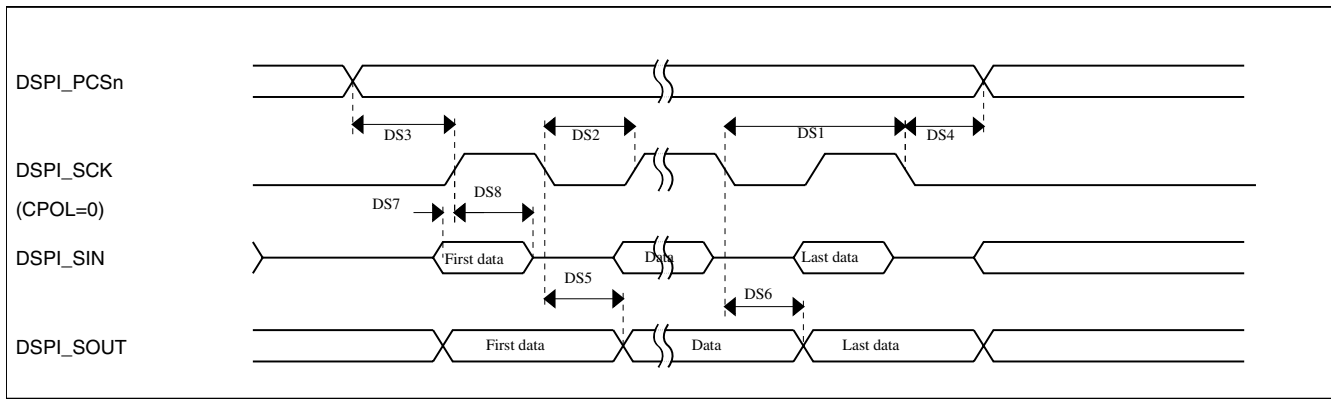 DSPI_PCSn
DS3
DS2
DS1
DS4
DSPI_SCK
(CPOL=0)
DS7
DS8
DSPI_SIN
First data
Data
Last data
DS5
DS6
DSPI_SOUT
First data
Data
Last data